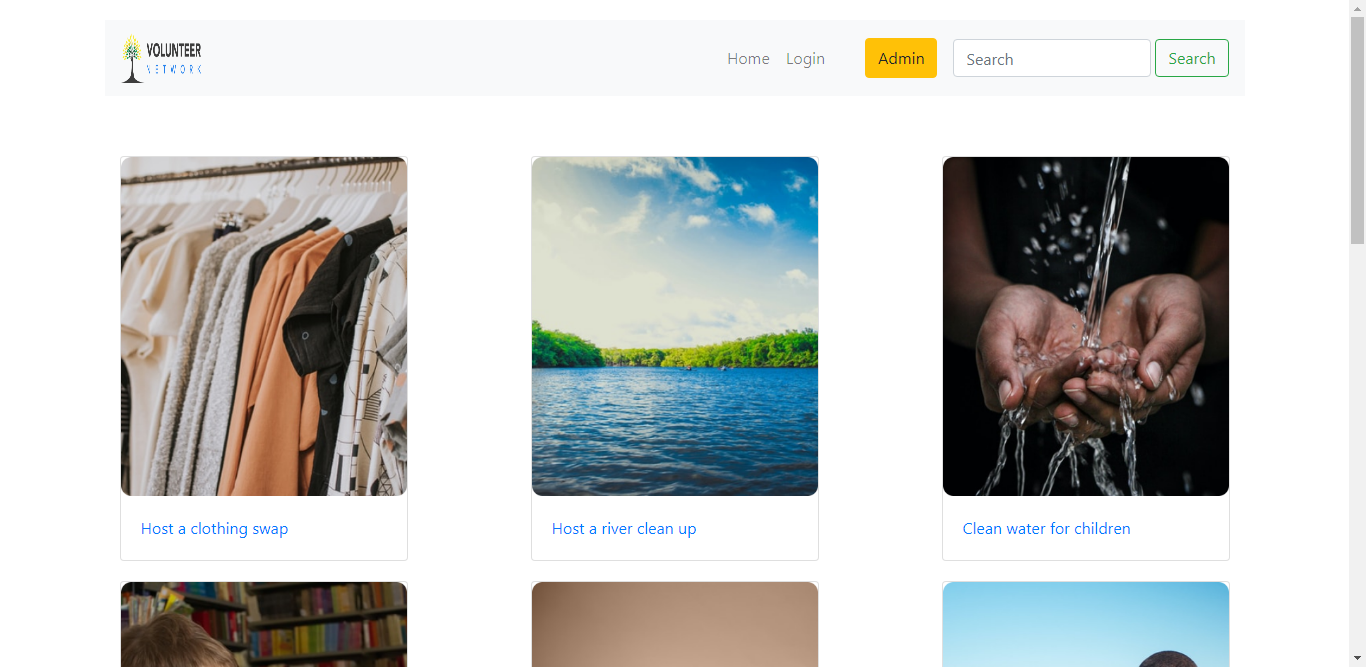 VOLUNTEER
NETWORK
Home Login Admin Search Search
Host a clothing swap
Host a river clean up
Clean water for children